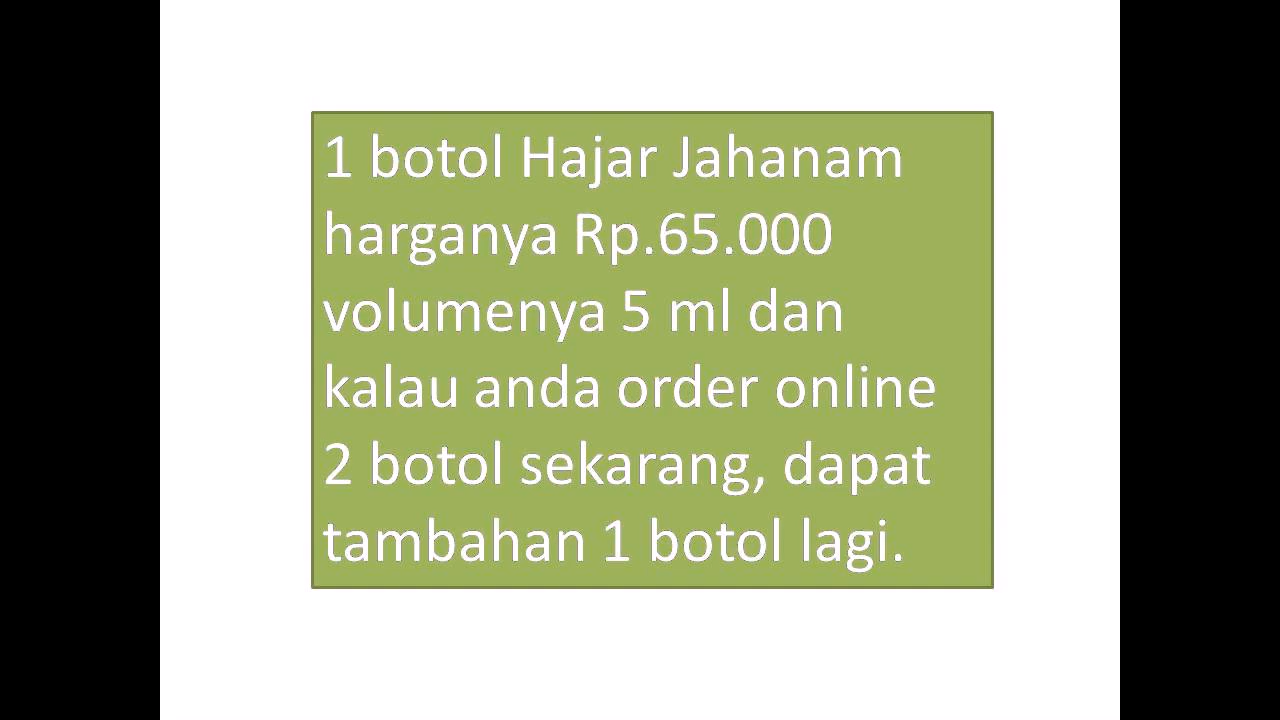 1 botol Hajar Jahanam
harganya Rp.65.000
volumenya 5 ml dan
kalau anda order online
2 botol sekarang, dapat
tambahan 1 botol lagi.